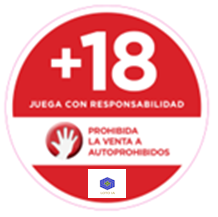 +18
JUEGA CON RESPONSABILIDAD
PROHIBIDA
LA VENTA A
AUTOPROHIBIDOS